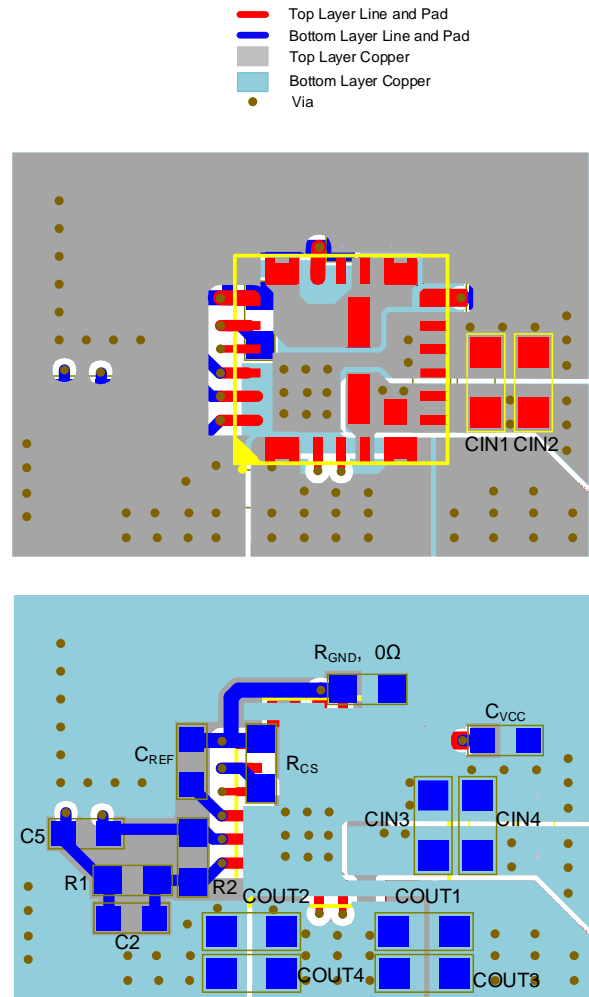 Top Layer Line and Pad
Bottom Layer Line and Pad
Top Layer Copper
Bottom Layer Copper
Via
CIN1 CIN2
RGND, 0Ω
CVCC
CREF
RCS
CIN3
CIN4
C5
R1
R2
COUT2
COUT1
C2
COUT4
COUT3